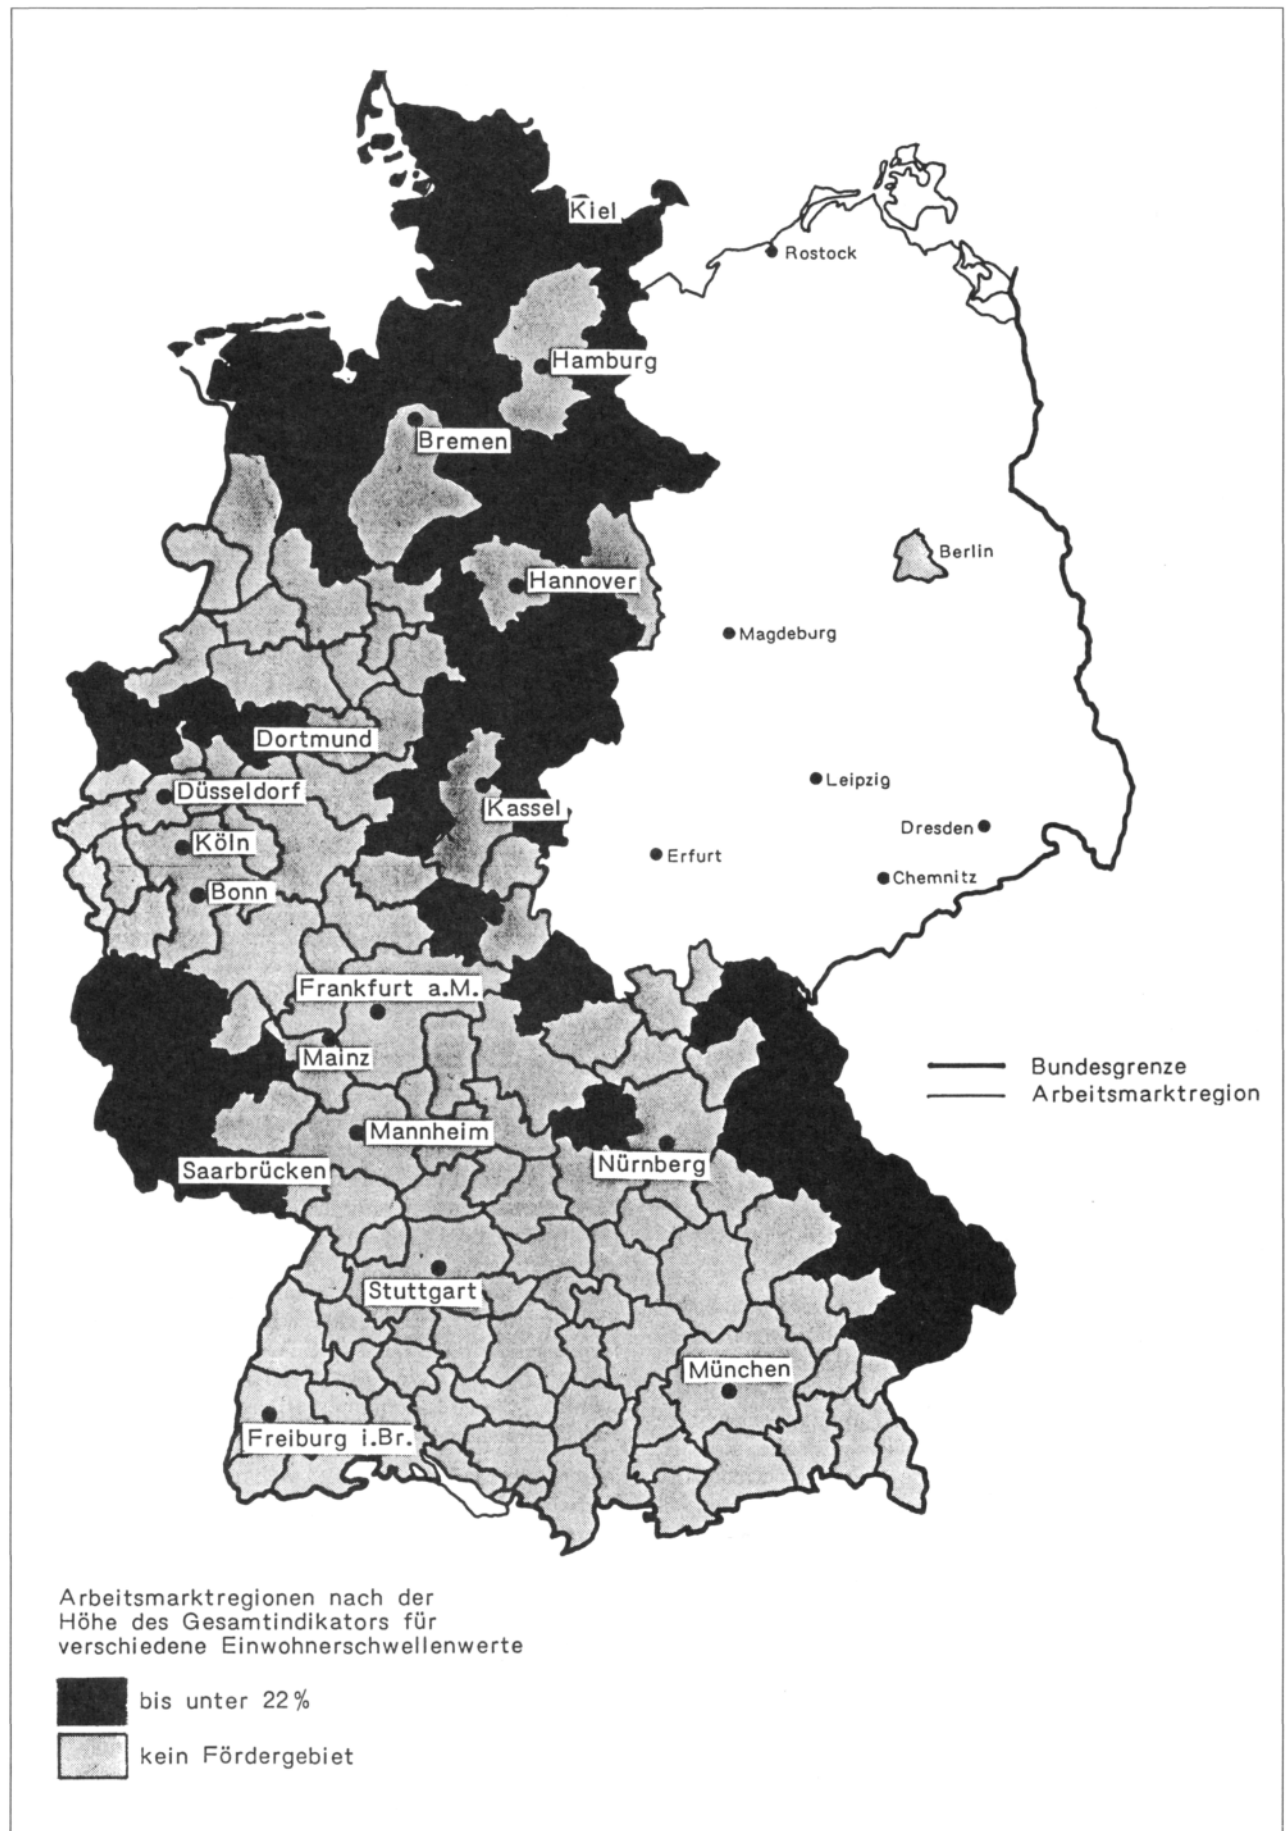 Kiel
Rostock
Hamburg
Bremen
Berlin
Hannover
Magdeburg
Dortmund
Leipzig
Düsseldorf
Kassel
Dresden
Köln
Erfurt
Chemnitz
Bonn
Frankfurt a.M.
Mainz
Bundesgrenze
Arbeitsmarktregion
Mannheim
Nürnberg
Saarbrücken
Stuttgart
München
Freiburg i.Br.
Arbeitsmarktregionen nach der
Höhe des Gesamtindikators für
verschiedene Einwohnerschwellenwerte
bis unter 22%
kein Fördergebiet